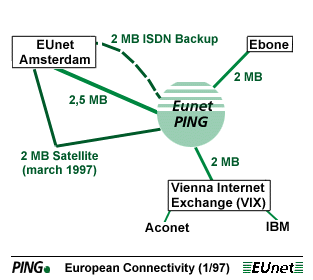 2 MB ISDN Backup
EUnet
Amsterdam
Ebone
2 MB
2,5 MB
Eunet
PING
2 MB Satellite
(march 1997)
2 MB
Vienna Internet
Exchange (VIX)
Aconet
IBM
PING
European Connectivity (1/97)
EUnet